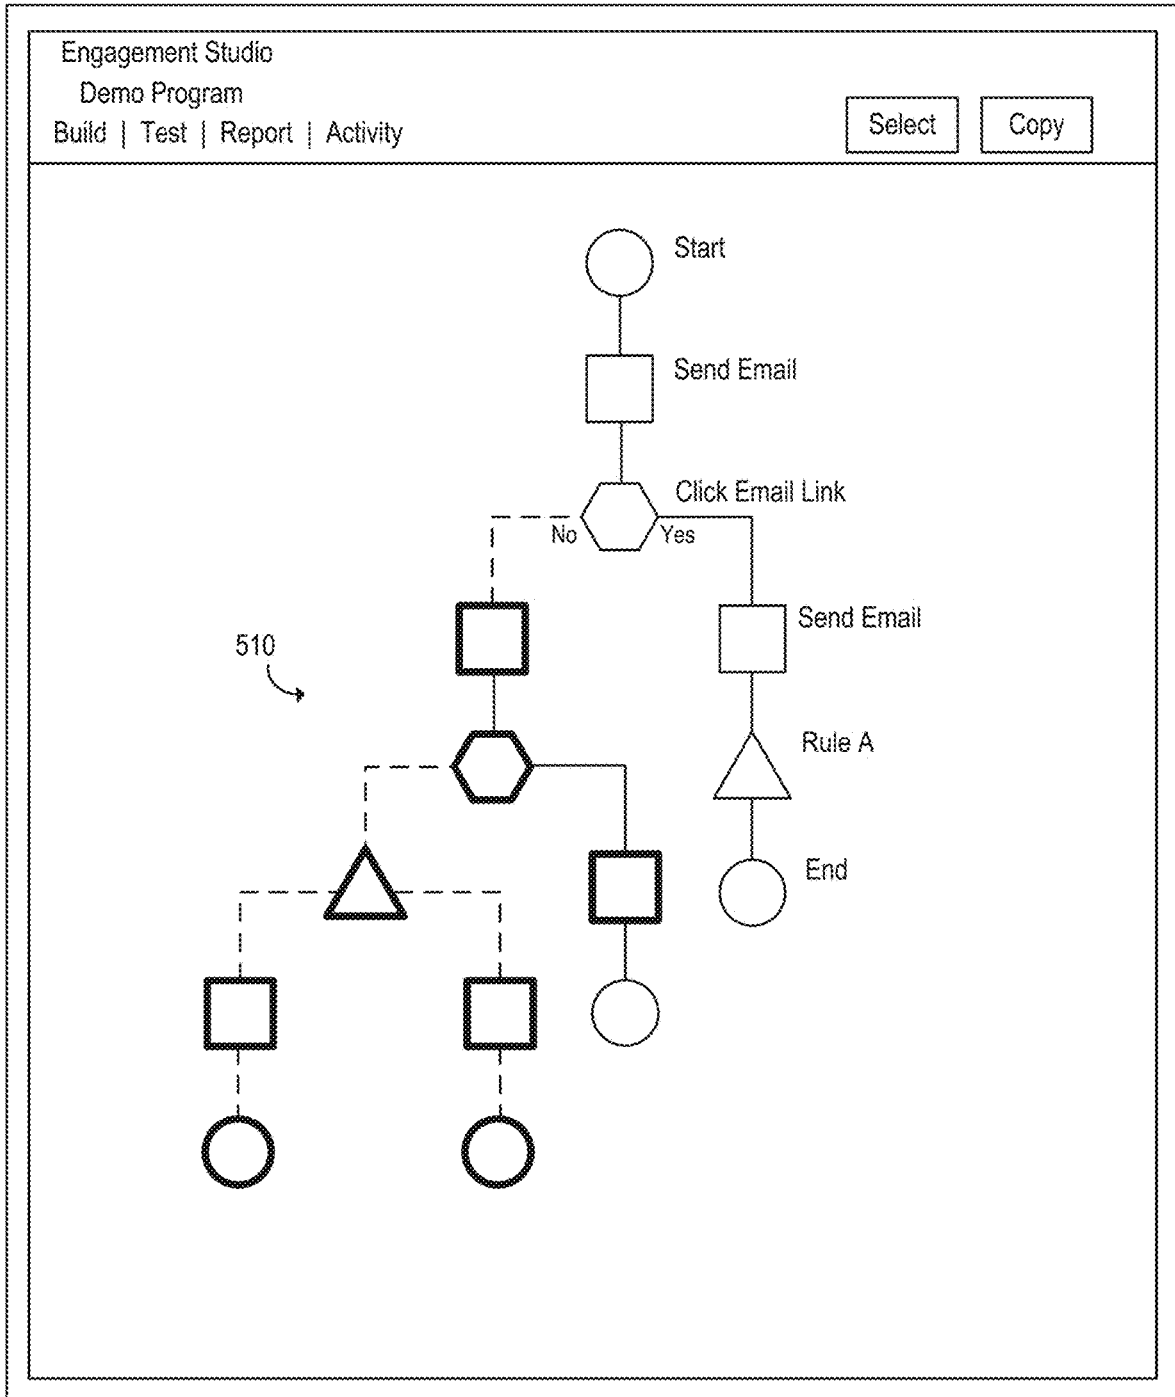 Engagement Studio
Demo Program
Build | Test | Report | Activity
Select
Copy
Start
Send Email
Click Email Link
No
Yes
Send Email
510
Rule A
End